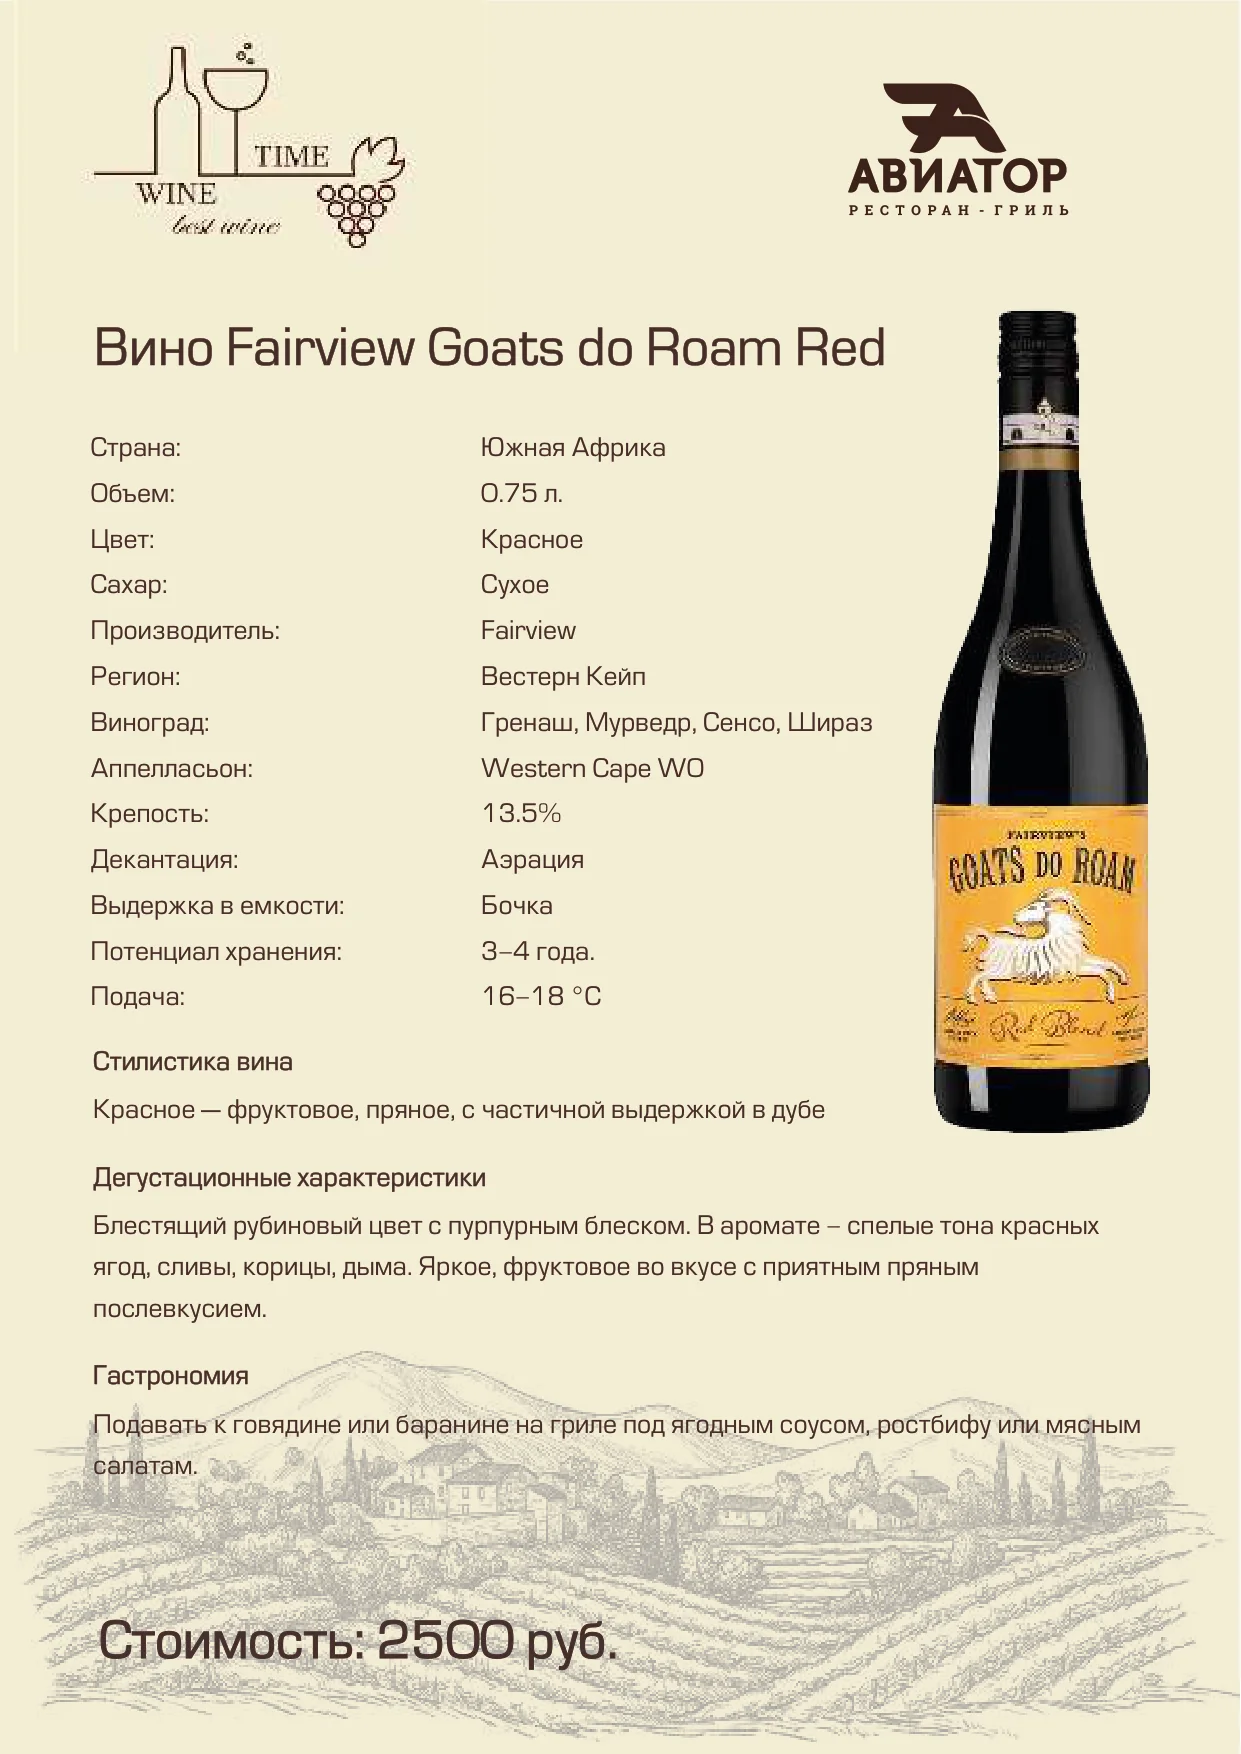 TIME
WINE
best wine
АВИАТОР
РЕСТОРАН - ГРИЛЬ
Вино Fairview Goats do Roam Red
Страна: Южная Африка
Объем: 0.75 л.
Цвет: Красное
Сахар: Сухое
Производитель: Fairview
Регион: Вестерн Кейп
Виноград: Гренаш, Мурведр, Сенсо, Шираз
Аппелласьон: Western Cape WO
Крепость: 13.5%
Декантация: Аэрация
Выдержка в емкости: Бочка
Потенциал хранения: 3–4 года.
Подача: 16–18 °C
FAIRVIEW'S
GOATS DO ROAM
Red Blend
Стилистика вина
Красное — фруктовое, пряное, с частичной выдержкой в дубе
Дегустационные характеристики
Блестящий рубиновый цвет с пурпурным блеском. В аромате – спелые тона красных
ягод, сливы, корицы, дыма. Яркое, фруктовое во вкусе с приятным пряным
послевкусием.
Гастрономия
Подавать к говядине или баранине на гриле под ягодным соусом, ростбифу или мясным
салатам.
Стоимость: 2500 руб.